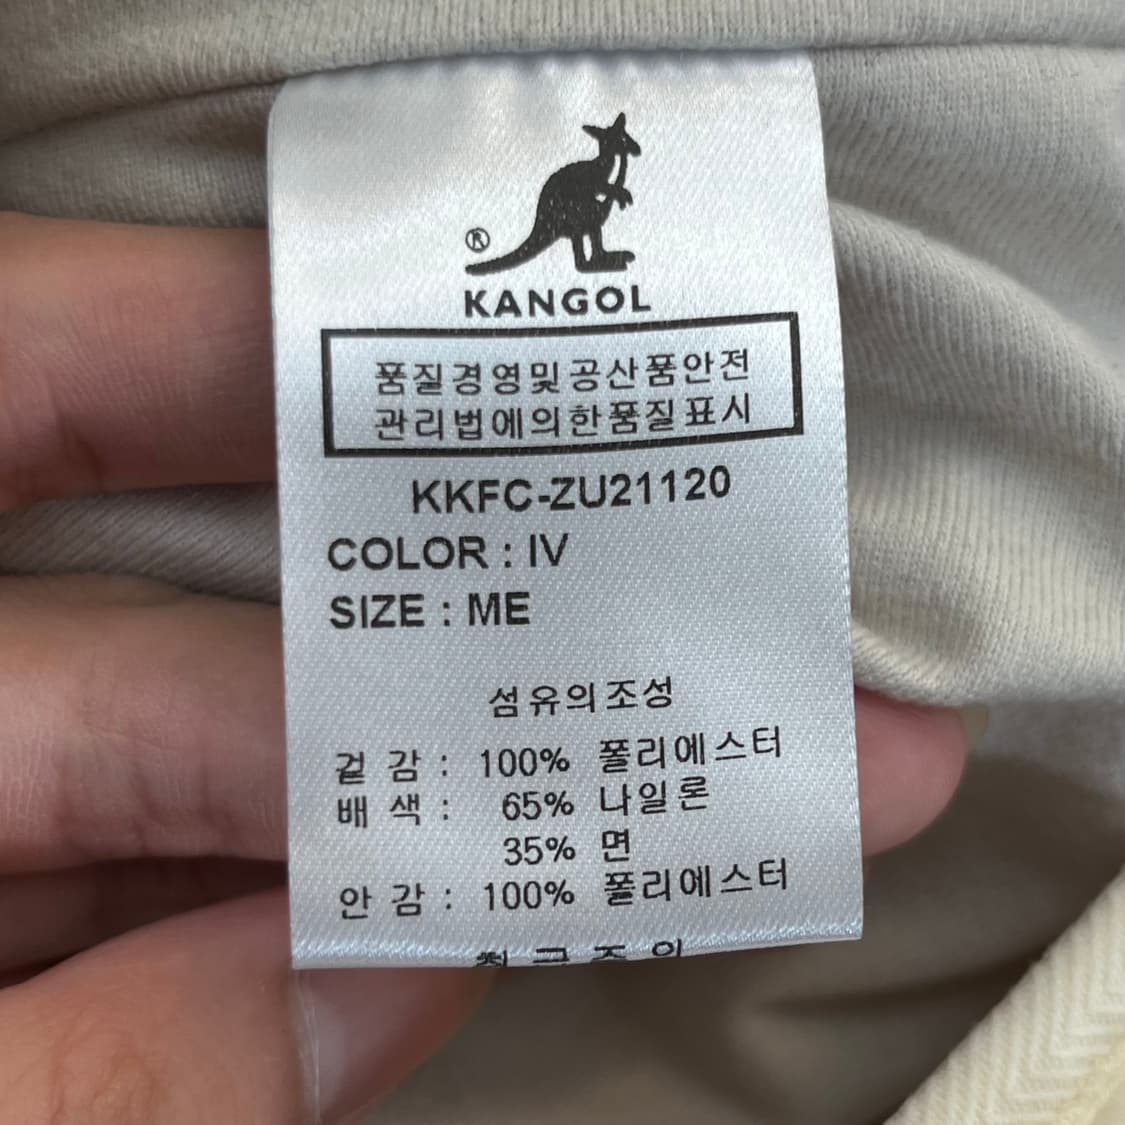 ®
KANGOL
품질경영및공산품안전
관리법에의한품질표시
KKFC-ZU21120
COLOR : IV
SIZE : ME
섬유의조성
겉 감 : 100% 폴리에스터
배 색 : 65% 나일론
35% 면
안 감 : 100% 폴리에스터